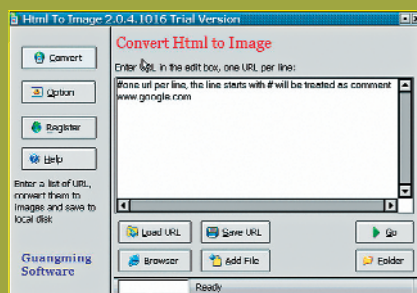 Html To Image 2.0.4.1016 Trial Version
Convert Html to Image
Convert
Enter URL in the edit box, one URL per line:
#one url per line, the line starts with # will be treated as comment
www.google.com
Option
Register
Help
Enter a list of URL,
convert them to
images and save to
local disk
Load URL
Save URL
Go
Guangming
Software
Browser
Add File
Folder
Ready